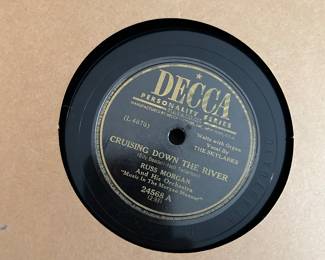 DECCA
PERSONALITY SERIES
(L 4870)
Waltz with Organ
Vocal By
THE SKYLARKS
CRUISING DOWN THE RIVER
RUSS MORGAN
And His Orchestra
"Music In The Morgan Manner"
24568 A